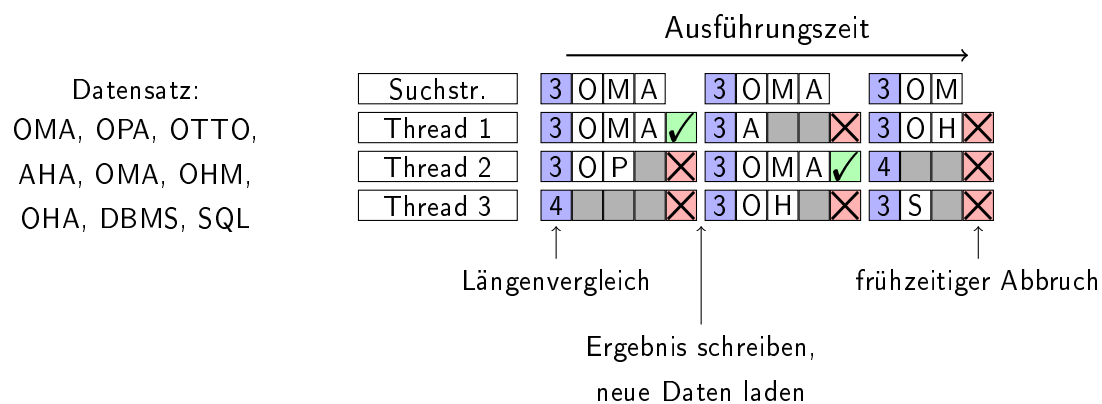 Ausführungszeit
Datensatz:
OMA, OPA, OTTO,
AHA, OMA, OHM,
OHA, DBMS, SQL
Suchstr. 3 O M A 3 O M A 3 O M
Thread 1 3 O M A ✓ 3 A ✕ 3 O H ✕
Thread 2 3 O P ✕ 3 O M A ✓ 4 ✕
Thread 3 4 ✕ 3 O H ✕ 3 S ✕
Längenvergleich
frühzeitiger Abbruch
Ergebnis schreiben,
neue Daten laden